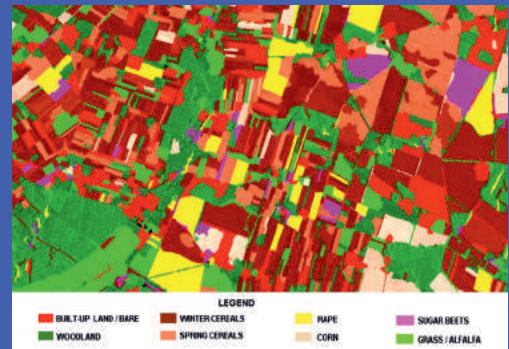 LEGEND
BUILT-UP LAND / BARE WINTER CEREALS RAPE SUGAR BEETS
WOODLAND SPRING CEREALS CORN GRASS / ALFALFA